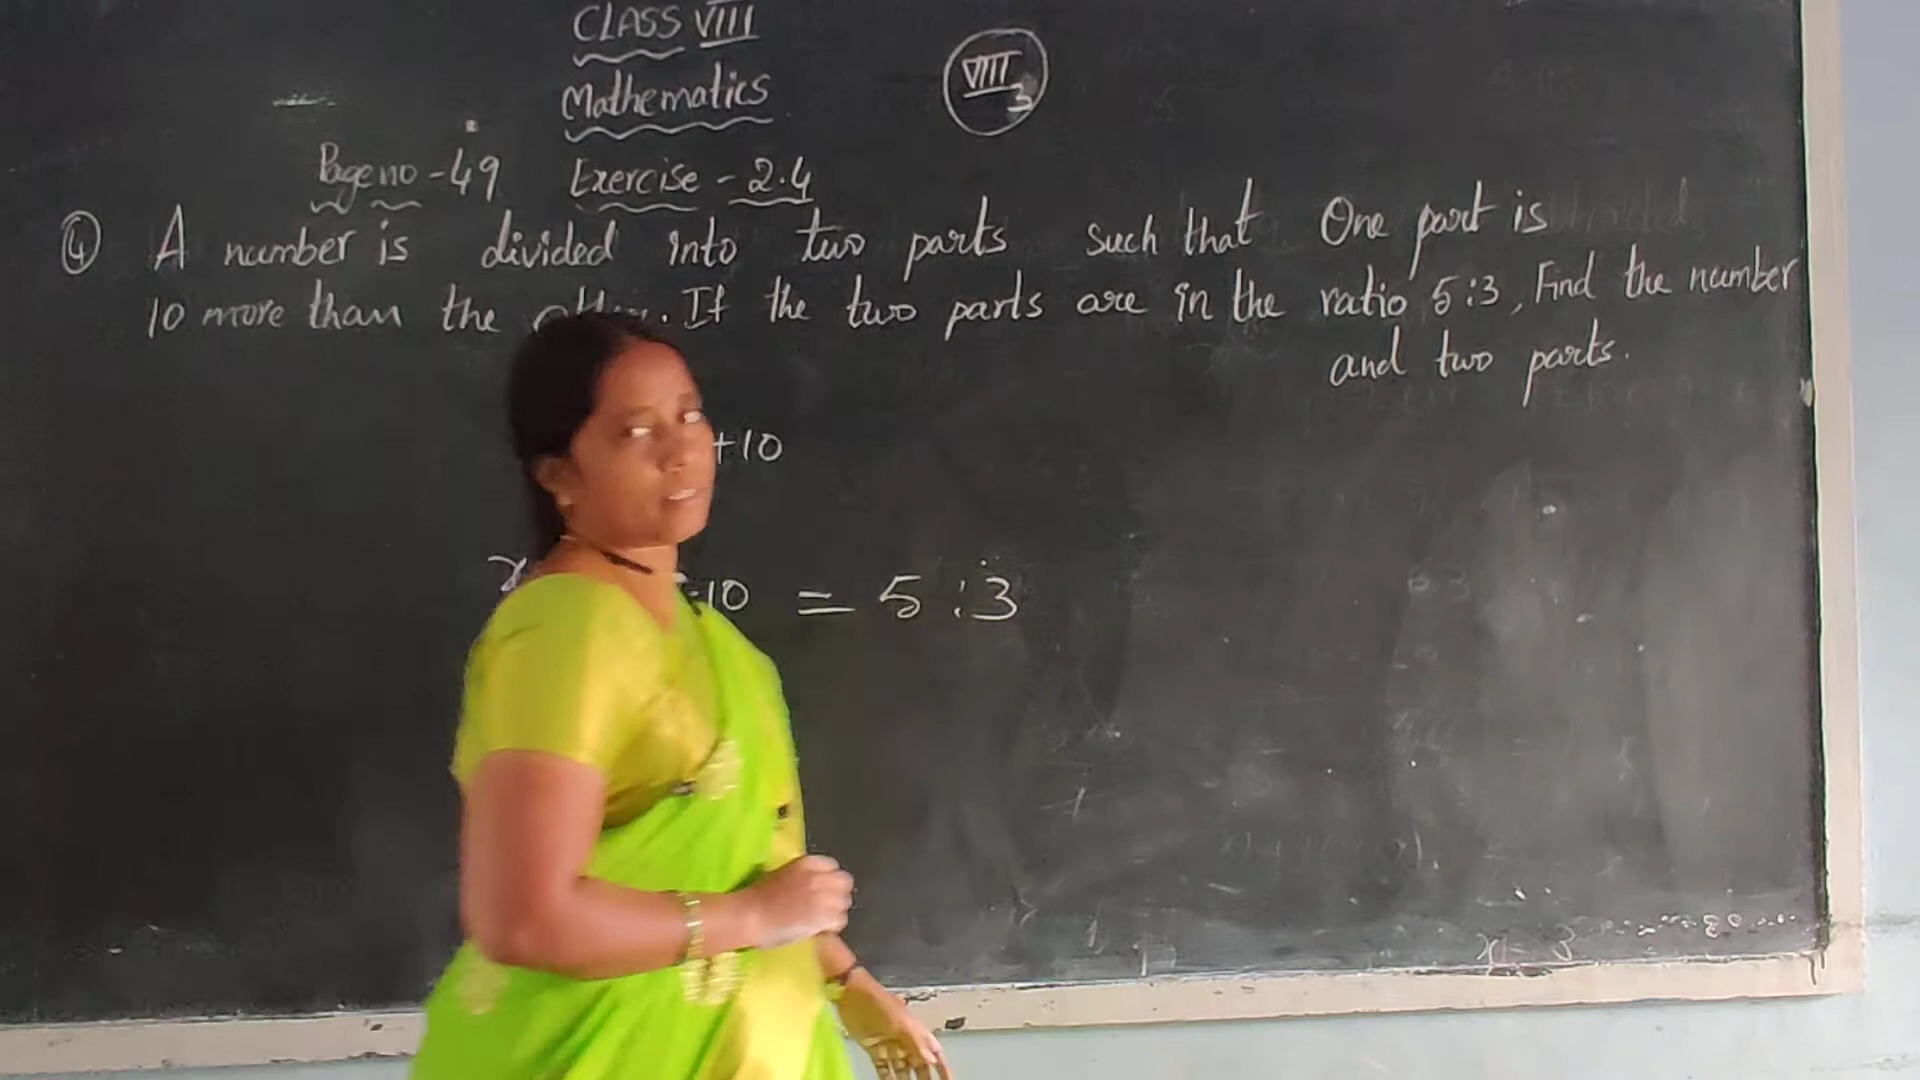 CLASS VIII
Mathematics
VIII 3
Page no - 49 Exercise - 2.4
④ A number is divided into two parts such that One part is
10 more than the other. If the two parts are in the ratio 5:3, Find the number
and two parts.
+10
x 10 = 5 : 3
x = 3